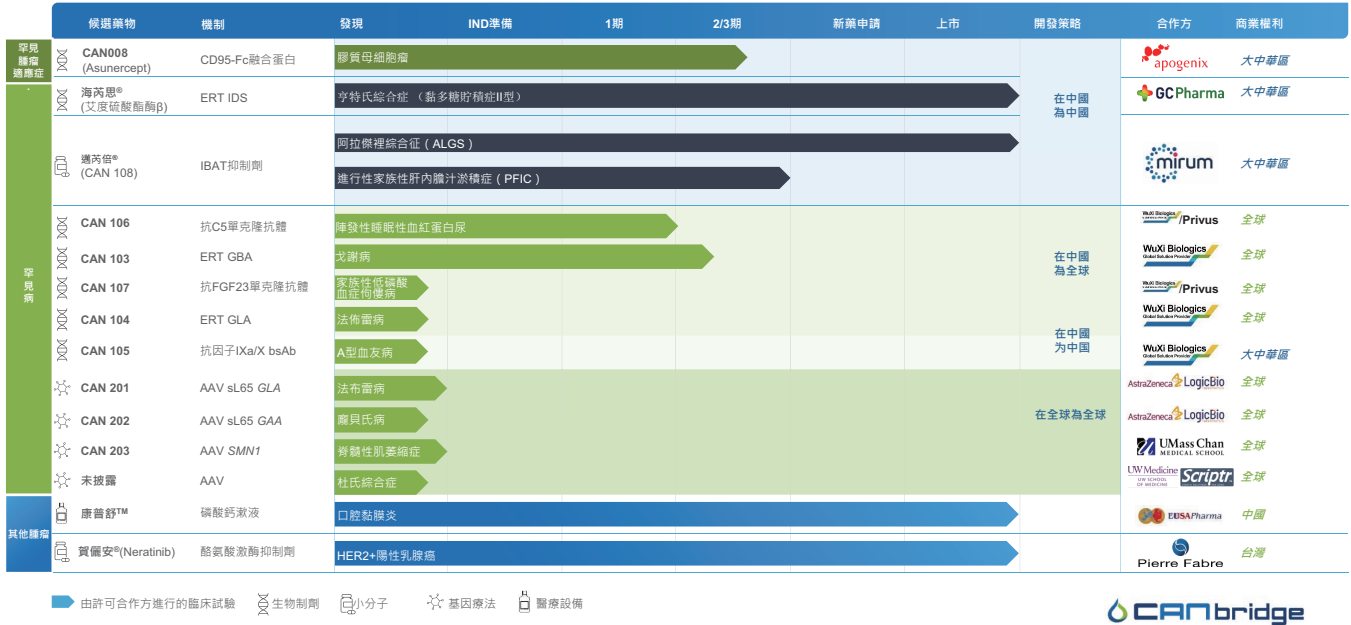 候選藥物 機制 發現 IND準備 1期 2/3期 新藥申請 上市 開發策略 合作方 商業權利
罕見
腫瘤
適應症
CAN008
(Asunercept)
CD95-Fc融合蛋白
膠質母細胞瘤
apogenix
大中華區
海芮思®
(艾度硫酸酯酶β)
ERT IDS
亨特氏綜合症 （黏多糖貯積症II型）
在中國
為中國
GC Pharma
大中華區
邁芮倍®
(CAN 108)
IBAT抑制劑
阿拉傑裡綜合征 ( ALGS )
進行性家族性肝內膽汁淤積症 ( PFIC )
mirum
大中華區
罕
見
病
CAN 106 抗C5單克隆抗體 陣發性睡眠性血紅蛋白尿 WuXi Biologics /Privus 全球
CAN 103 ERT GBA 戈謝病 WuXi Biologics 全球
Global Solution Provider
在中國
為全球
CAN 107 抗FGF23單克隆抗體 家族性低磷酸
血症佝僂病
WuXi Biologics /Privus 全球
CAN 104 ERT GLA 法佈雷病 WuXi Biologics 全球
Global Solution Provider
在中國
为中国
CAN 105 抗因子IXa/X bsAb A型血友病 WuXi Biologics 大中華區
Global Solution Provider
CAN 201 AAV sL65 GLA 法布雷病 AstraZeneca LogicBio 全球
CAN 202 AAV sL65 GAA 龐貝氏病 在全球為全球 AstraZeneca LogicBio 全球
CAN 203 AAV SMN1 脊髓性肌萎縮症 UMass Chan 全球
MEDICAL SCHOOL
未披露 AAV 杜氏綜合症 UW Medicine Scriptr 全球
UW SCHOOL
OF MEDICINE
其他腫瘤
康普舒™ 磷酸鈣漱液 口腔黏膜炎 EUSAPharma 中國
賀儷安®(Neratinib) 酪氨酸激酶抑制劑 HER2+陽性乳腺癌 Pierre Fabre 台灣
由許可合作方進行的臨床試驗 生物制劑 小分子 基因療法 醫療設備
CANbridge